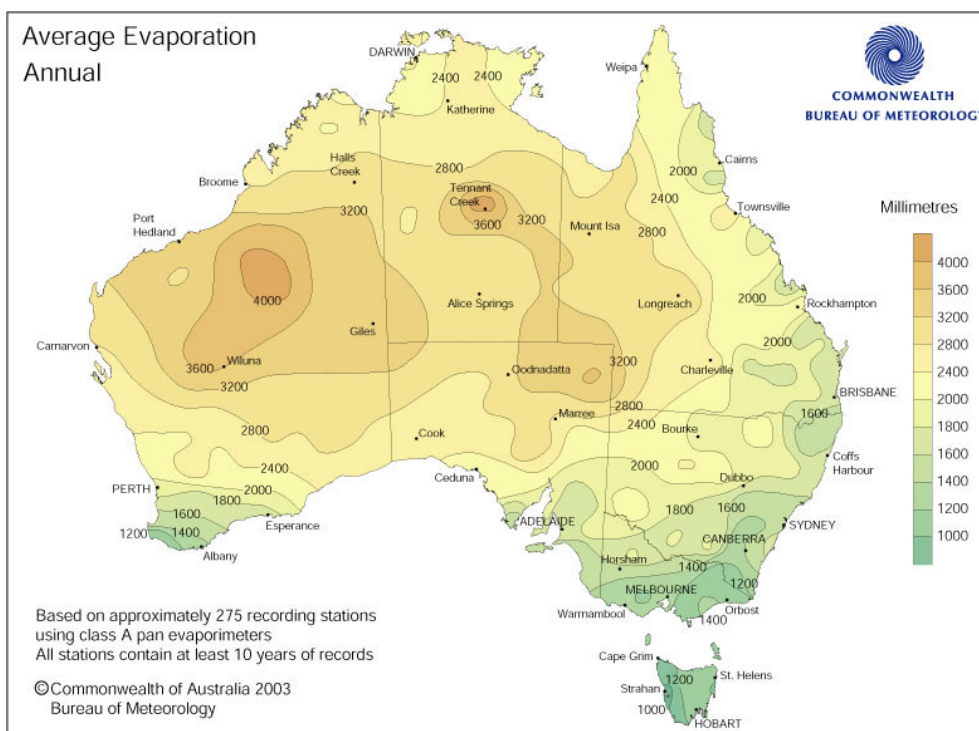 Average Evaporation
Annual
COMMONWEALTH
BUREAU OF METEOROLOGY
DARWIN
2400
2400
Weipa
Katherine
Halls
Creek
2800
Tennant
Creek
2000
Cairns
Broome
3200
3600
3200
2400
Townsville
Port
Hedland
Mount Isa
2800
Millimetres
4000
3600
3200
2800
2400
2000
1800
1600
1400
1200
1000
4000
Alice Springs
Longreach
2000
Rockhampton
Carnarvon
Giles
2000
3600
Wiluna
3200
Oodnadatta
3200
Charleville
2800
BRISBANE
Marree
2400
1600
2800
Cook
Bourke
Coffs
Harbour
2400
Ceduna
2000
Dubbo
PERTH
2000
1800
1600
1800
1600
ADELAIDE
SYDNEY
1200
1400
Esperance
CANBERRA
Albany
Horsham
1400
1200
MELBOURNE
Warrnambool
Orbost
1400
Based on approximately 275 recording stations
using class A pan evaporimeters
All stations contain at least 10 years of records
Cape Grim
1200
St. Helens
Strahan
1000
HOBART
©Commonwealth of Australia 2003
Bureau of Meteorology